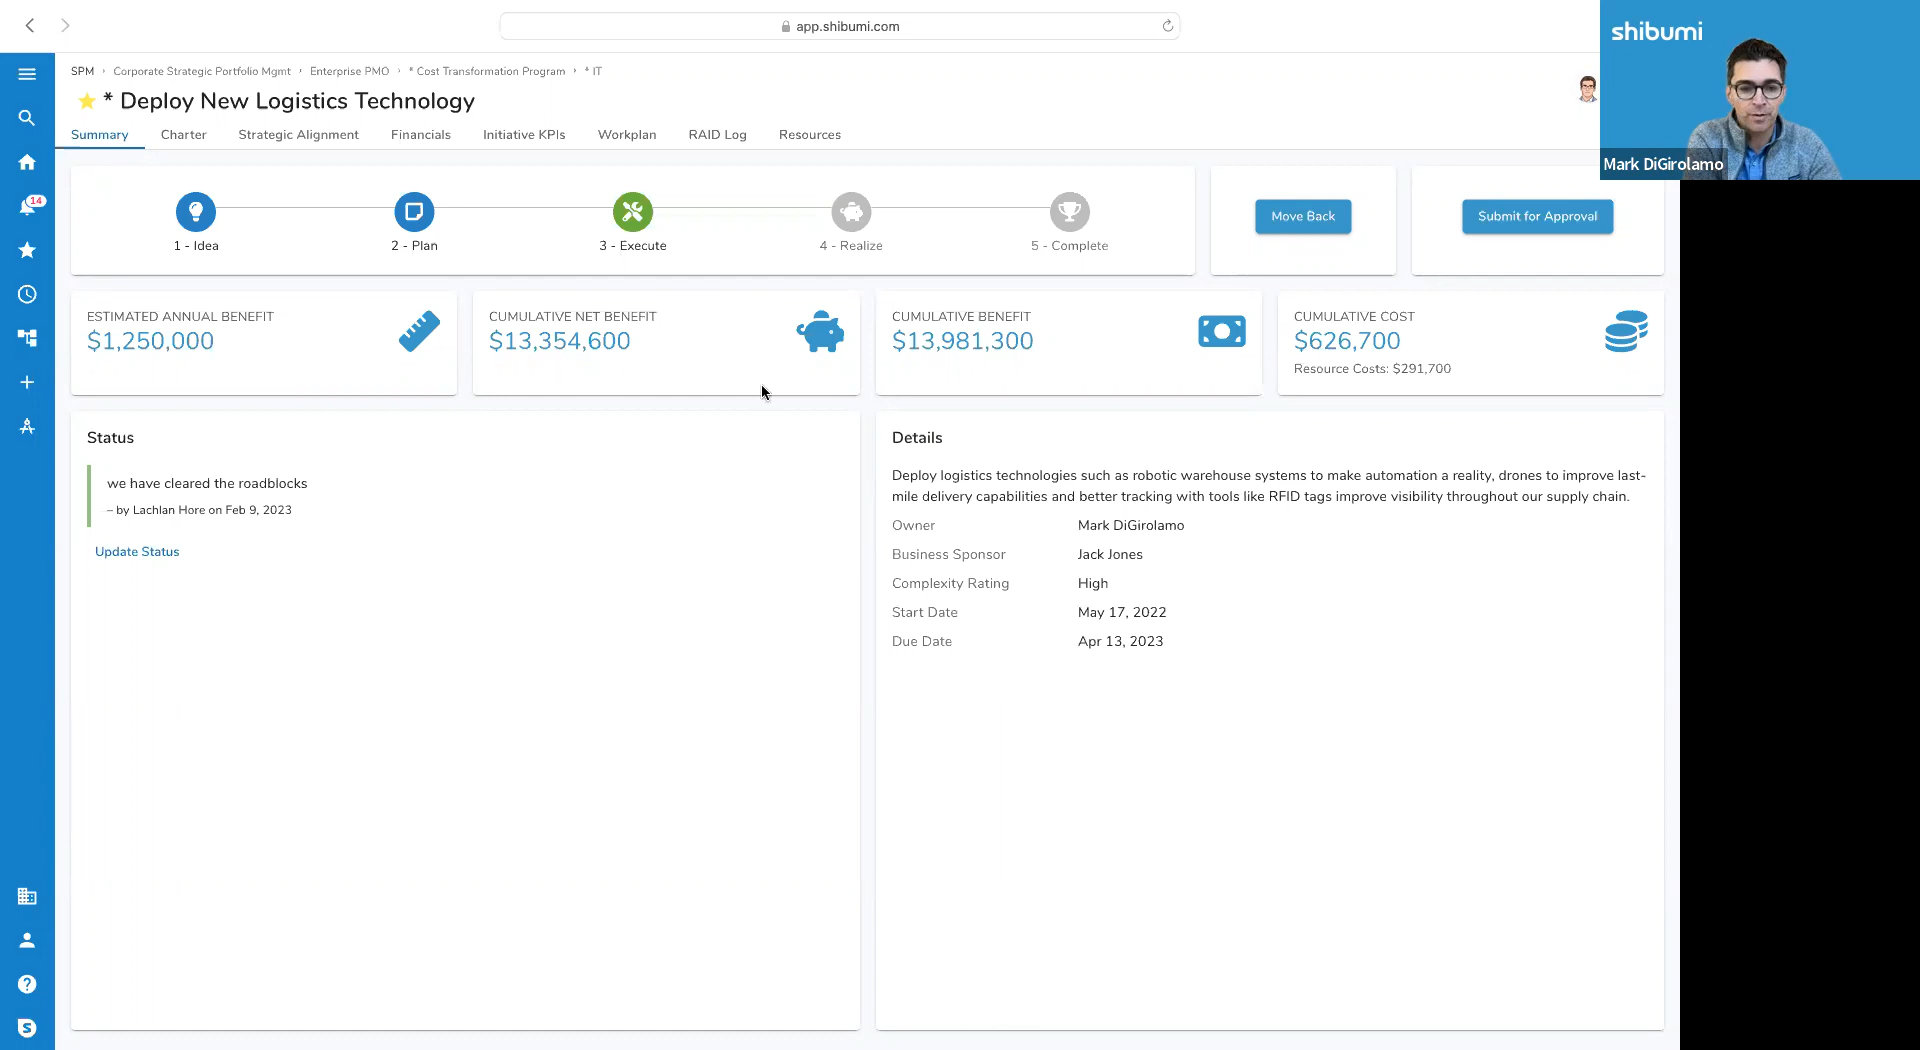 app.shibumi.com
shibumi
Mark DiGirolamo
SPM › Corporate Strategic Portfolio Mgmt › Enterprise PMO › * Cost Transformation Program › * IT
* Deploy New Logistics Technology
Summary Charter Strategic Alignment Financials Initiative KPIs Workplan RAID Log Resources
14
1 - Idea 2 - Plan 3 - Execute 4 - Realize 5 - Complete
Move Back
Submit for Approval
ESTIMATED ANNUAL BENEFIT
$1,250,000
CUMULATIVE NET BENEFIT
$13,354,600
CUMULATIVE BENEFIT
$13,981,300
CUMULATIVE COST
$626,700
Resource Costs: $291,700
Status
we have cleared the roadblocks
– by Lachlan Hore on Feb 9, 2023
Update Status
Details
Deploy logistics technologies such as robotic warehouse systems to make automation a reality, drones to improve last-
mile delivery capabilities and better tracking with tools like RFID tags improve visibility throughout our supply chain.
Owner Mark DiGirolamo
Business Sponsor Jack Jones
Complexity Rating High
Start Date May 17, 2022
Due Date Apr 13, 2023